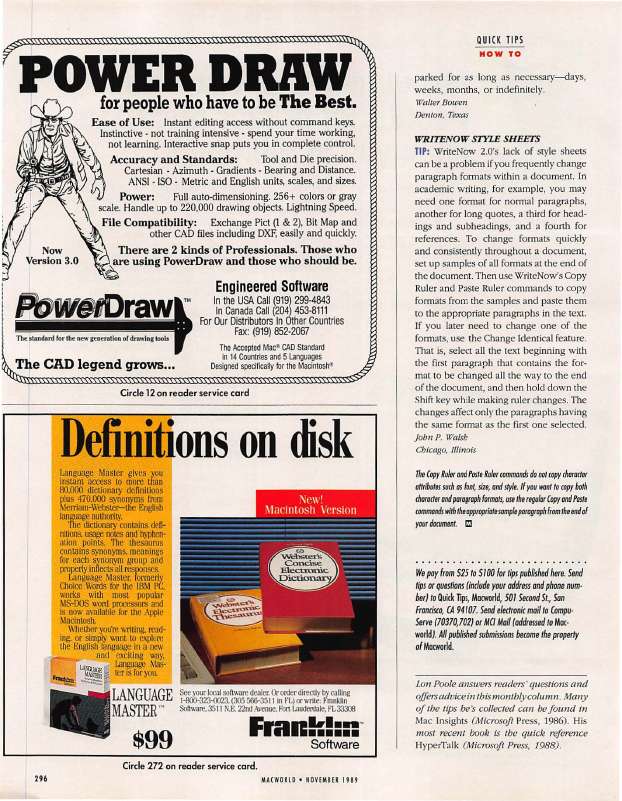 POWER DRAW
for people who have to be The Best.
Ease of Use: Instant editing access without command keys.
Instinctive - not training intensive - spend your time working,
not learning. Interactive snap puts you in complete control.
Accuracy and Standards: Tool and Die precision.
Cartesian - Azimuth - Gradients - Bearing and Distance.
ANSI - ISO - Metric and English units, scales, and sizes.
Power: Full auto-dimensioning. 256+ colors or gray
scale. Handle up to 220,000 drawing objects. Lightning Speed.
File Compatibility: Exchange Pict (1 & 2), Bit Map and
other CAD files including DXF, easily and quickly.
Now
Version 3.0
There are 2 kinds of Professionals. Those who
are using PowerDraw and those who should be.
PowerDraw™
The standard for the new generation of drawing tools
The CAD legend grows...
Engineered Software
In the USA Call (919) 299-4843
In Canada Call (204) 453-8111
For Our Distributors In Other Countries
Fax: (919) 852-2067
The Accepted Mac® CAD Standard
in 14 Countries and 5 Languages
Designed specifically for the Macintosh®
Circle 12 on reader service card
Definitions on disk
Language Master gives you
instant access to more than
80,000 dictionary definitions
plus 470,000 synonyms from
Merriam-Webster—the English
language authority.
The dictionary contains defi-
nitions, usage notes and hyphen-
ation points. The thesaurus
contains synonyms, meanings
for each synonym group and
properly inflects all responses.
Language Master, formerly
Choice Words for the IBM PC,
works with most popular
MS-DOS word processors and
is now available for the Apple
Macintosh.
Whether you're writing, read-
ing, or simply want to explore
the English language in a new
and exciting way,
Language Mas-
ter is for you.
New!
Macintosh Version
Webster's
Concise
Electronic
Dictionary
Webster's
Electronic
Thesaurus
LANGUAGE
MASTER
LANGUAGE
MASTER™
$99
See your local software dealer. Or order directly by calling
1-800-323-0023, (305 566-3511 in FL) or write: Franklin
Software, 3511 N.E. 22nd Avenue, Fort Lauderdale, FL 33308
Franklin
Software
Circle 272 on reader service card.
QUICK TIPS
HOW TO
parked for as long as necessary—days,
weeks, months, or indefinitely.
Walter Bowen
Denton, Texas
WRITENOW STYLE SHEETS
TIP: WriteNow 2.0's lack of style sheets
can be a problem if you frequently change
paragraph formats within a document. In
academic writing, for example, you may
need one format for normal paragraphs,
another for long quotes, a third for head-
ings and subheadings, and a fourth for
references. To change formats quickly
and consistently throughout a document,
set up samples of all formats at the end of
the document. Then use WriteNow's Copy
Ruler and Paste Ruler commands to copy
formats from the samples and paste them
to the appropriate paragraphs in the text.
If you later need to change one of the
formats, use the Change Identical feature.
That is, select all the text beginning with
the first paragraph that contains the for-
mat to be changed all the way to the end
of the document, and then hold down the
Shift key while making ruler changes. The
changes affect only the paragraphs having
the same format as the first one selected.
John P. Walsh
Chicago, Illinois
The Copy Ruler and Paste Ruler commands do not copy character
attributes such as font, size, and style. If you want to copy both
character and paragraph formats, use the regular Copy and Paste
commands with the appropriate sample paragraph from the end of
your document.
We pay from $25 to $100 for tips published here. Send
tips or questions (include your address and phone num-
ber) to Quick Tips, Macworld, 501 Second St., San
Francisco, CA 94107. Send electronic mail to Compu-
Serve (70370,702) or MCI Mail (addressed to Mac-
world). All published submissions become the property
of Macworld.
Lon Poole answers readers' questions and
offers advice in this monthly column. Many
of the tips he's collected can be found in
Mac Insights (Microsoft Press, 1986). His
most recent book is the quick reference
HyperTalk (Microsoft Press, 1988).
296
MACWORLD • NOVEMBER 1989